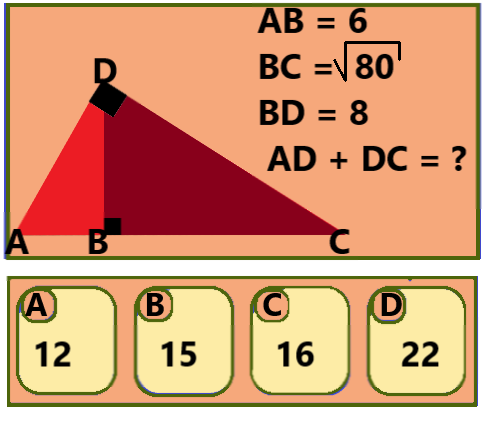 AB = 6
BC = √80
BD = 8
AD + DC = ?
D
A B C
A B C D
12 15 16 22